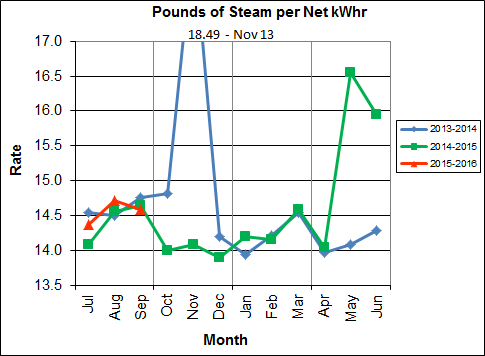 Pounds of Steam per Net kWhr
18.49 - Nov 13
17.0
16.0
15.5
15.0
14.5
14.0
13.5
Rate
Jul
Aug
Sep
Oct
Nov
Dec
Jan
Feb
Mar
Apr
May
Jun
Month
2013-2014
2014-2015
2015-2016